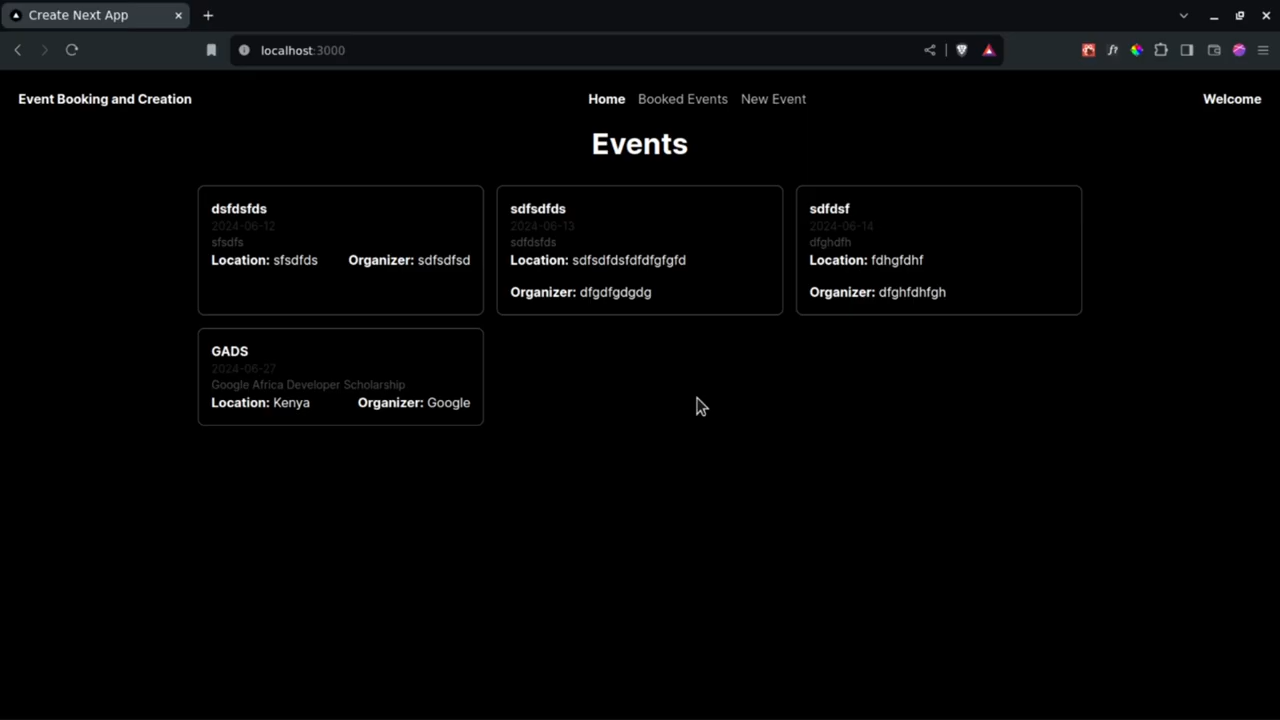 Create Next App
localhost:3000
Event Booking and Creation
Home Booked Events New Event
Welcome
Events
dsfdsfds
2024-06-12
sfsdfs
Location: sfsdfds Organizer: sdfsdfsd
sdfsdfds
2024-06-13
sdfdsfds
Location: sdfsdfdsfdfdfgfgfd
Organizer: dfgdfgdgdg
sdfdsf
2024-06-14
dfghdfh
Location: fdhgfdhf
Organizer: dfghfdhfgh
GADS
2024-06-27
Google Africa Developer Scholarship
Location: Kenya Organizer: Google